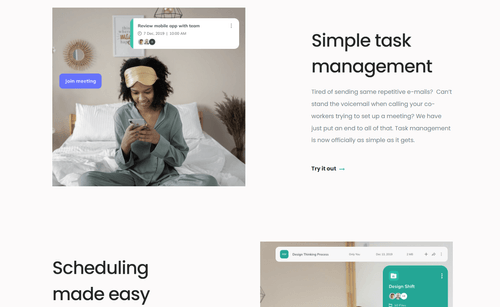 Review mobile app with team
7 Dec, 2019 | 10:00 AM
Join meeting
Simple task
management
Tired of sending some repetitive e-mails? Can't
stand the voicemail when calling your co-
workers trying to set up a meeting? We have
just put an end to all of that. Task management
is now officially as simple as it gets.
Try it out →
Scheduling
made easy
Design Thinking Process
Design Shift